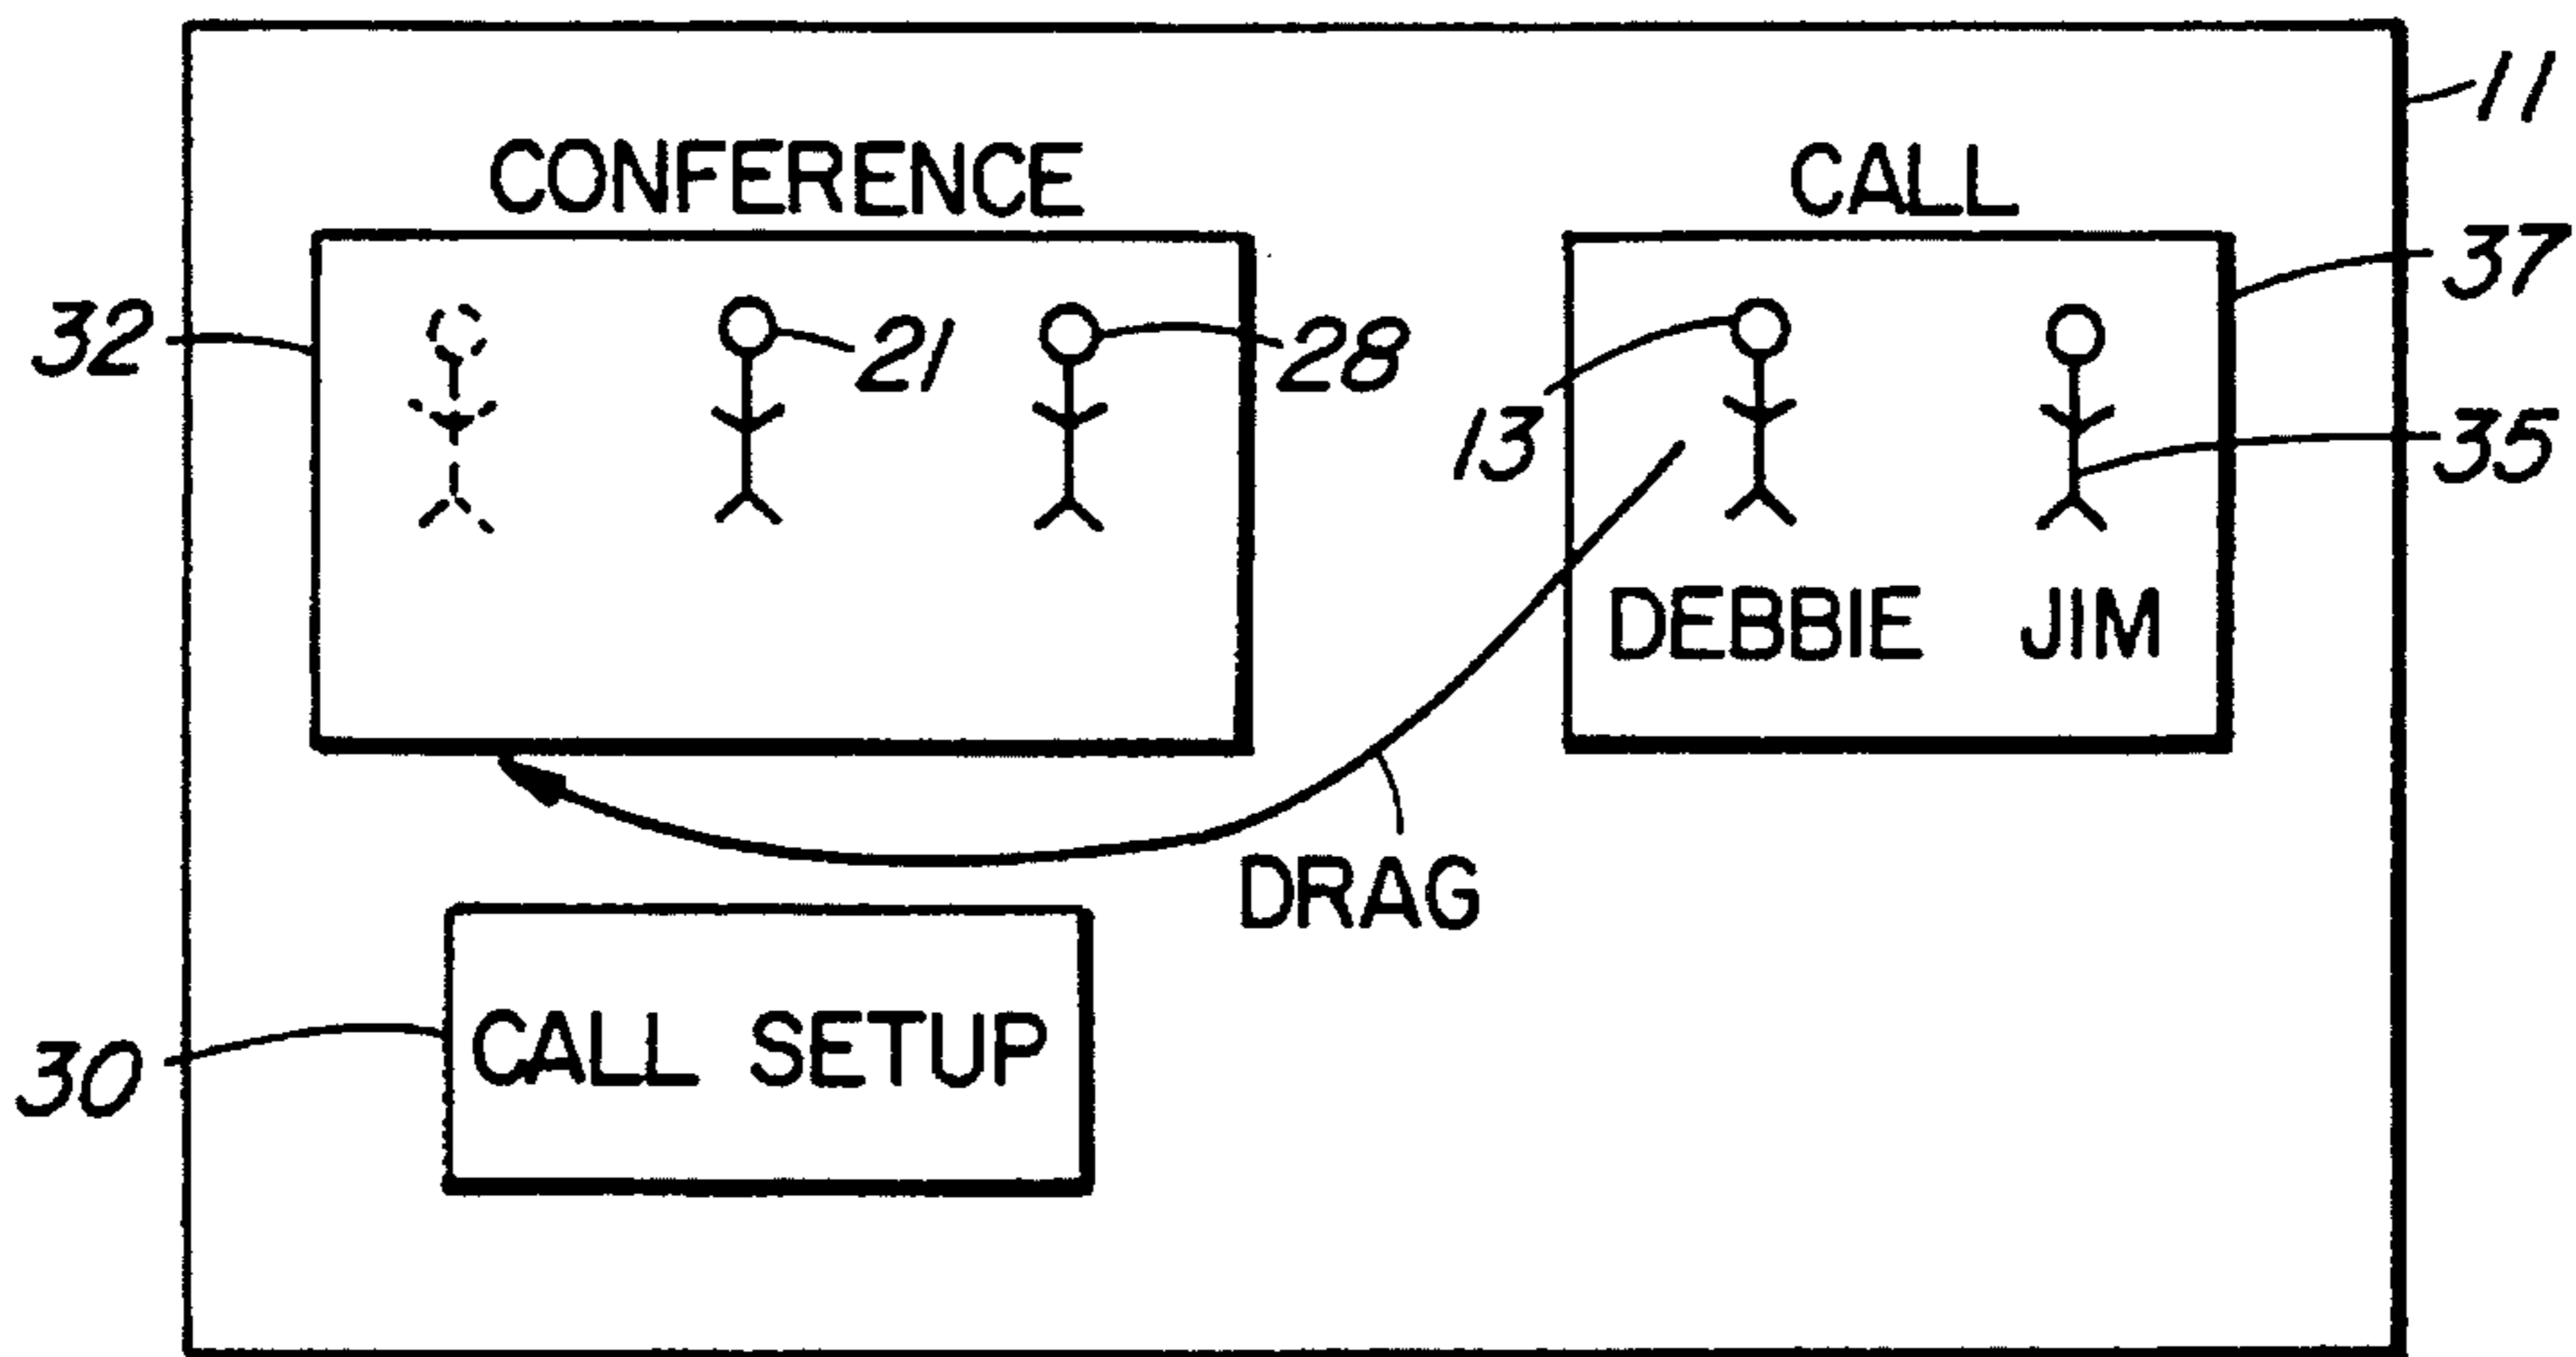 11
CONFERENCE CALL
37
32 21 28
13 35
DEBBIE JIM
DRAG
30 CALL SETUP